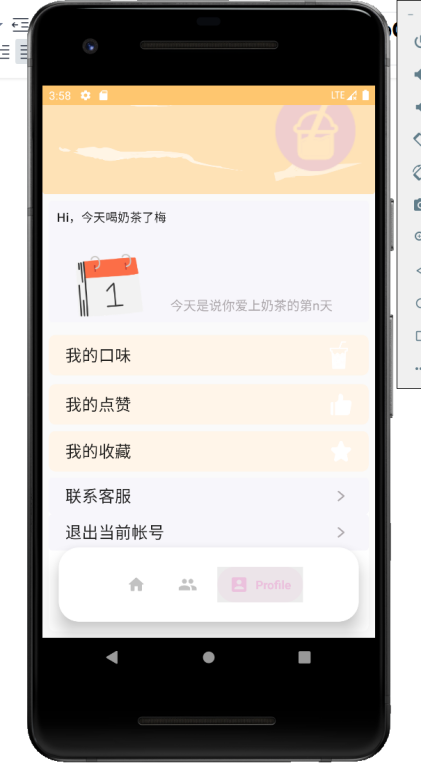 3:58 LTE
Hi，今天喝奶茶了梅
1
今天是说你爱上奶茶的第n天
我的口味
我的点赞
我的收藏
联系客服
退出当前帐号
Profile